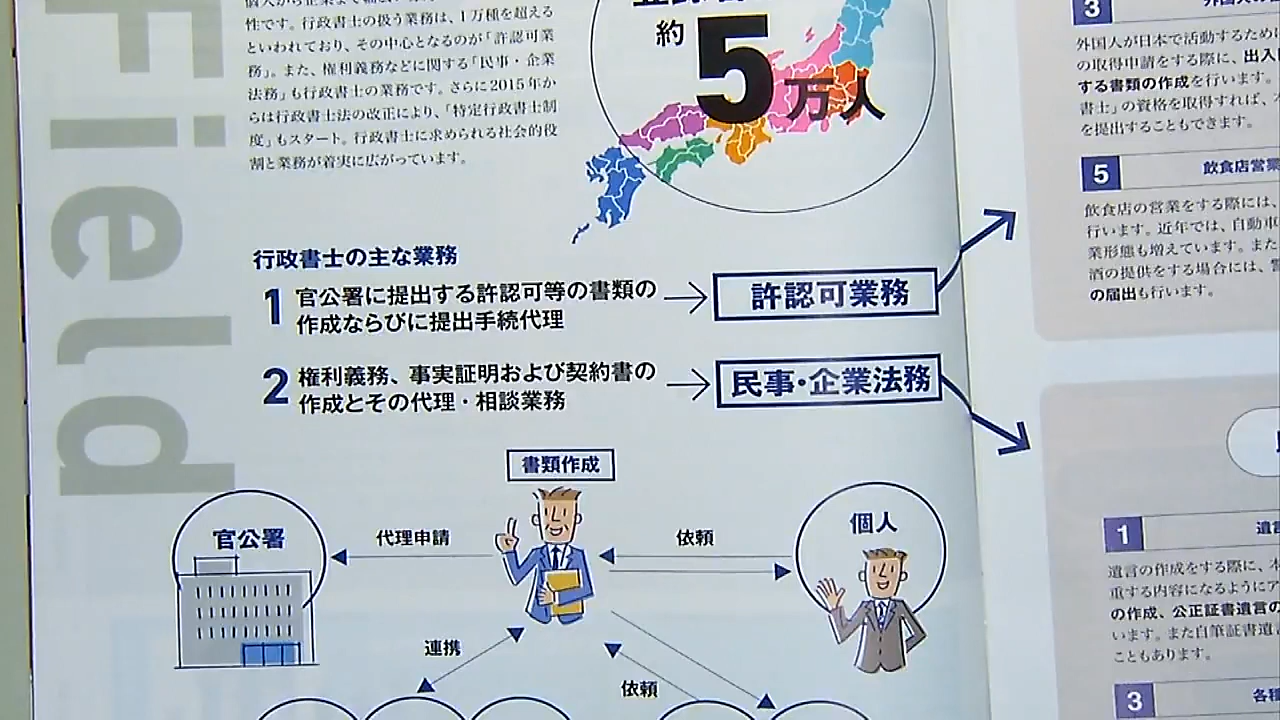 Field
性です。行政書士の扱う業務は、1万種を超える
といわれており、その中心となるのが「許認可業
務」。また、権利義務などに関する「民事・企業
法務」も行政書士の業務です。さらに2015年か
らは行政書士法の改正により、「特定行政書士制
度」もスタート。行政書士に求められる社会的役
割と業務が着実に広がっています。
約5万人
行政書士の主な業務
1 官公署に提出する許認可等の書類の
作成ならびに提出手続代理
許認可業務
2 権利義務、事実証明および契約書の
作成とその代理・相談業務
民事・企業法務
書類作成
官公署
代理申請
依頼
個人
連携
依頼
3
外国人が日本で活動するため
の取得申請をする際に、出入
する書類の作成を行います。
書士」の資格を取得すれば、
を提出することもできます。
5 飲食店営業
飲食店の営業をする際には、
行います。近年では、自動車
業形態も増えています。また
酒の提供をする場合には、
の届出も行います。
1 遺言
遺言の作成をする際に、本
重する内容になるようにア
の作成、公正証書遺言の
います。また自筆証書遺言
こともあります。
3 各種